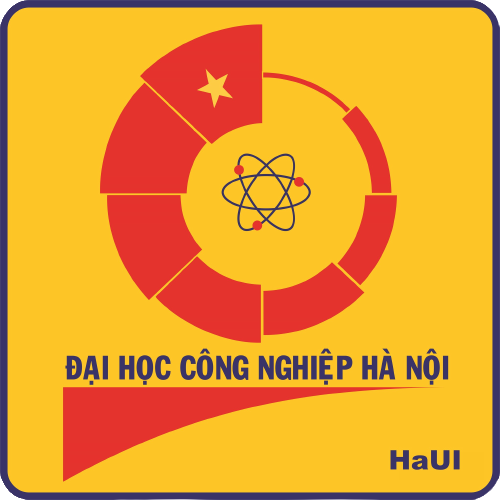 ĐẠI HỌC CÔNG NGHIỆP HÀ NỘI
HaUI